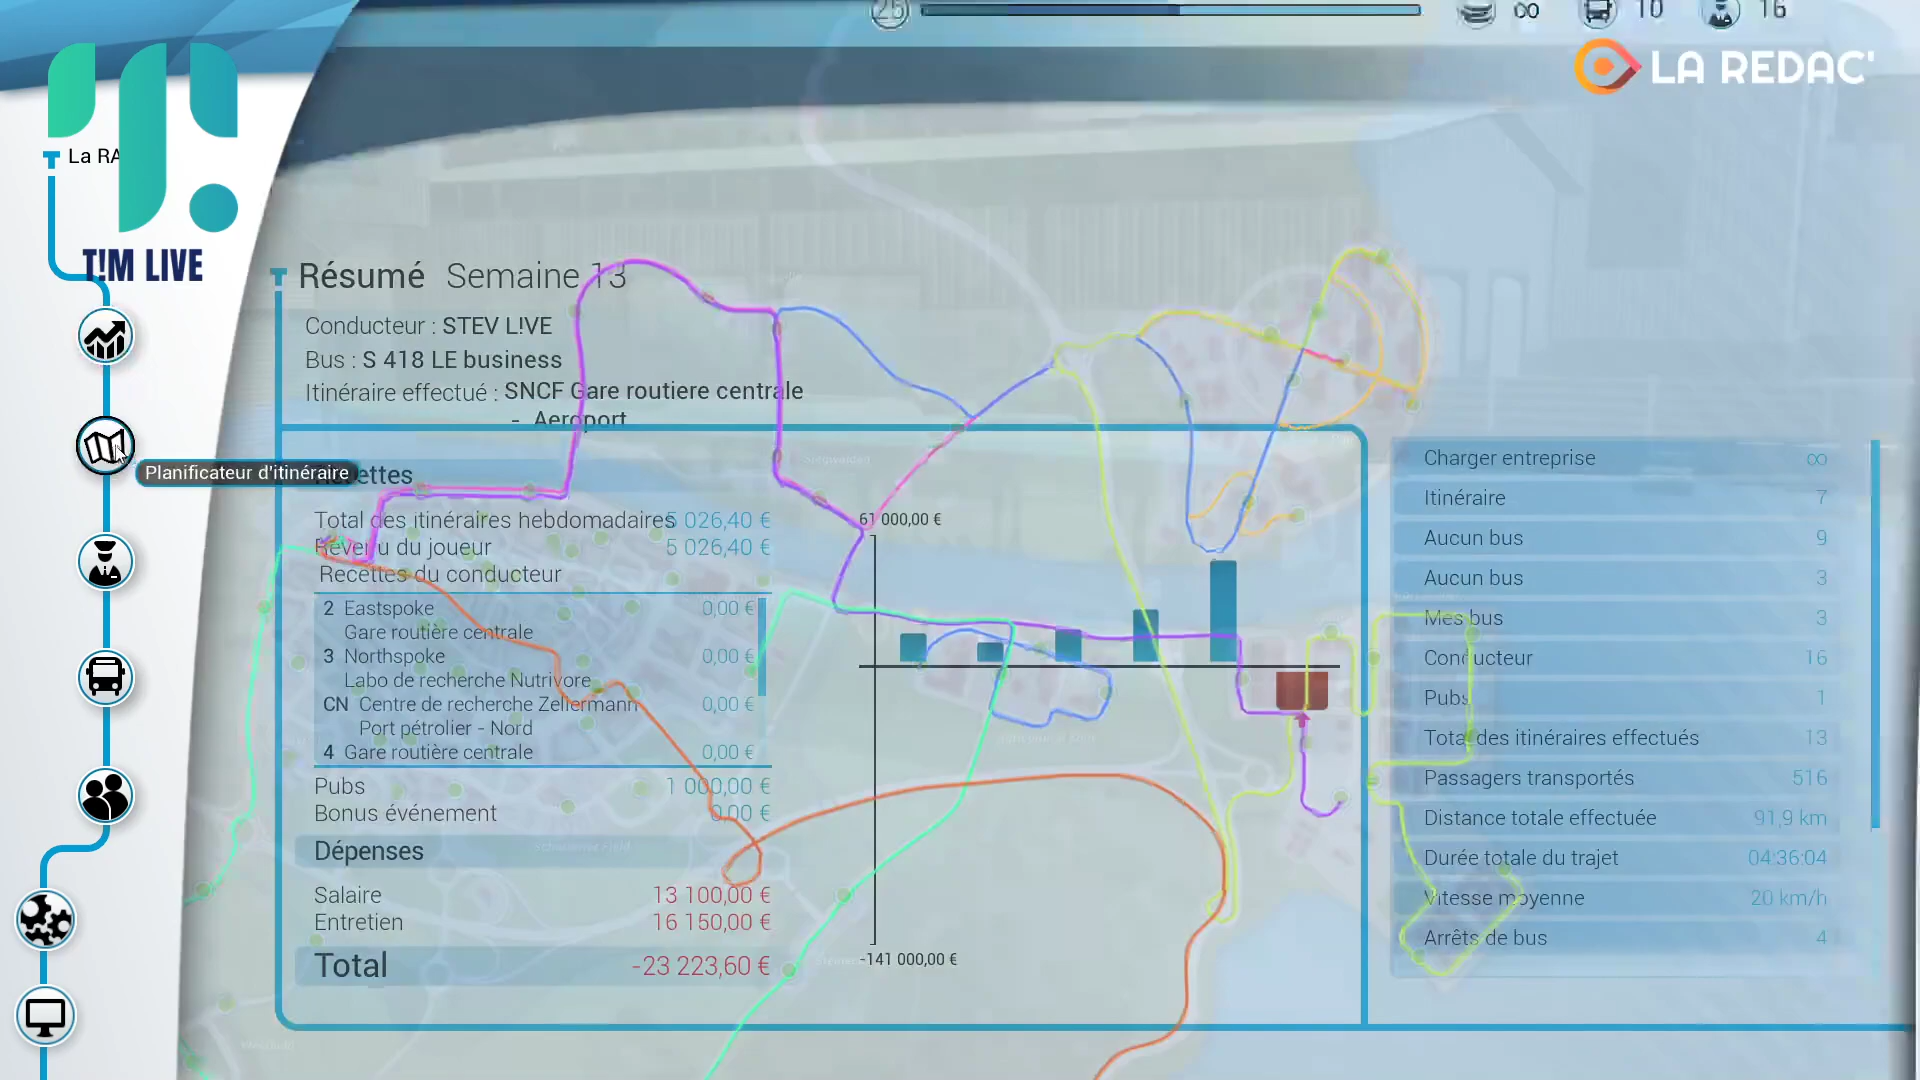 25
∞
10
16
LA REDAC'
La RA
T!M LIVE
Résumé Semaine 13
Conducteur : STEV L!VE
Bus : S 418 LE business
Itinéraire effectué : SNCF Gare routiere centrale
- Aeroport
Planificateur d'itinéraire
ettes
Total des itinéraires hebdomadaires 5 026,40 €
Revenu du joueur 5 026,40 €
Recettes du conducteur
2 Eastspoke 0,00 €
Gare routière centrale
3 Northspoke 0,00 €
Labo de recherche Nutrivore
CN Centre de recherche Zellermann 0,00 €
Port pétrolier - Nord
4 Gare routière centrale 0,00 €
Pubs 1 000,00 €
Bonus événement 0,00 €
Dépenses
Salaire 13 100,00 €
Entretien 16 150,00 €
Total -23 223,60 €
61 000,00 €
-141 000,00 €
Charger entreprise ∞
Itinéraire 7
Aucun bus 9
Aucun bus 3
Mes bus 3
Conducteur 16
Pubs 1
Total des itinéraires effectués 13
Passagers transportés 516
Distance totale effectuée 91,9 km
Durée totale du trajet 04:36:04
Vitesse moyenne 20 km/h
Arrêts de bus 4